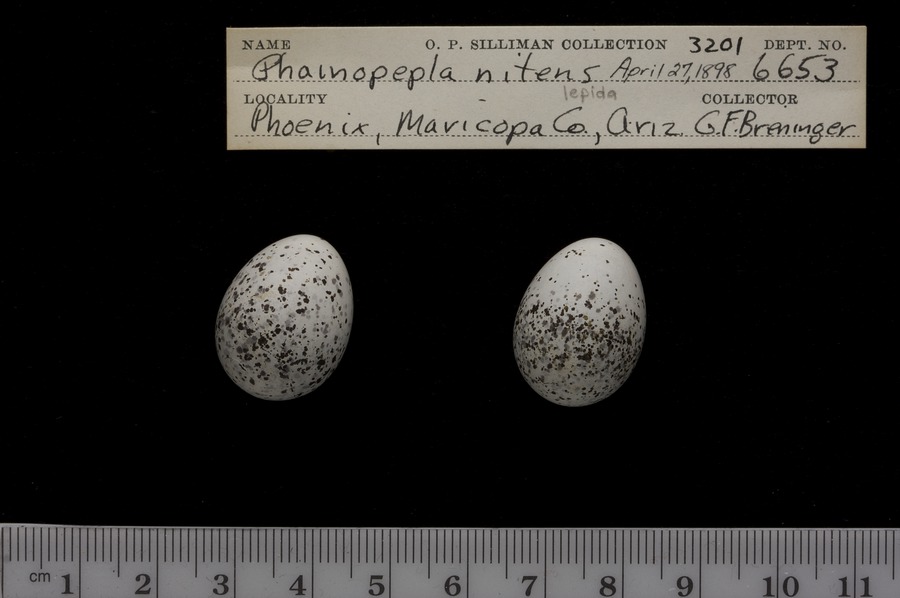 NAME O. P. SILLIMAN COLLECTION 3201 DEPT. NO.
Phainopepla nitens April 27, 1898 6653
lepida
LOCALITY COLLECTOR
Phoenix, Maricopa Co., Ariz. G.F. Breninger
cm 1 2 3 4 5 6 7 8 9 10 11